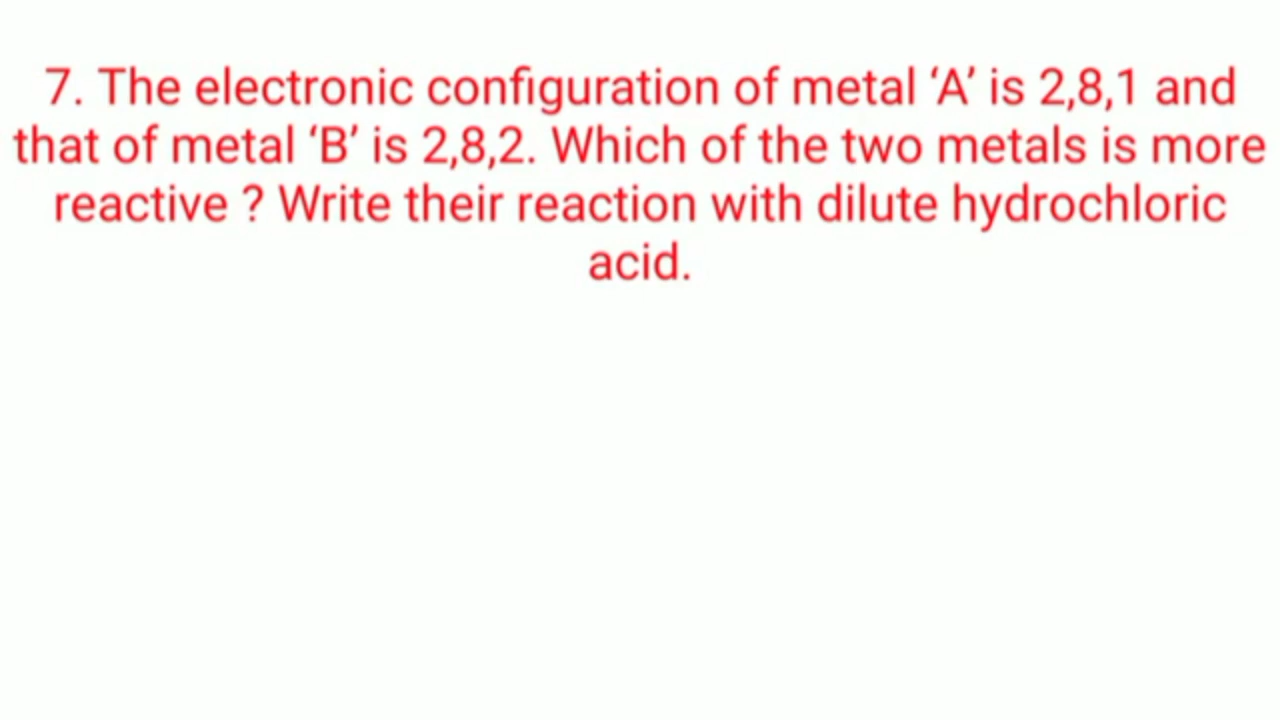 7. The electronic configuration of metal ‘A’ is 2,8,1 and
that of metal ‘B’ is 2,8,2. Which of the two metals is more
reactive ? Write their reaction with dilute hydrochloric
acid.